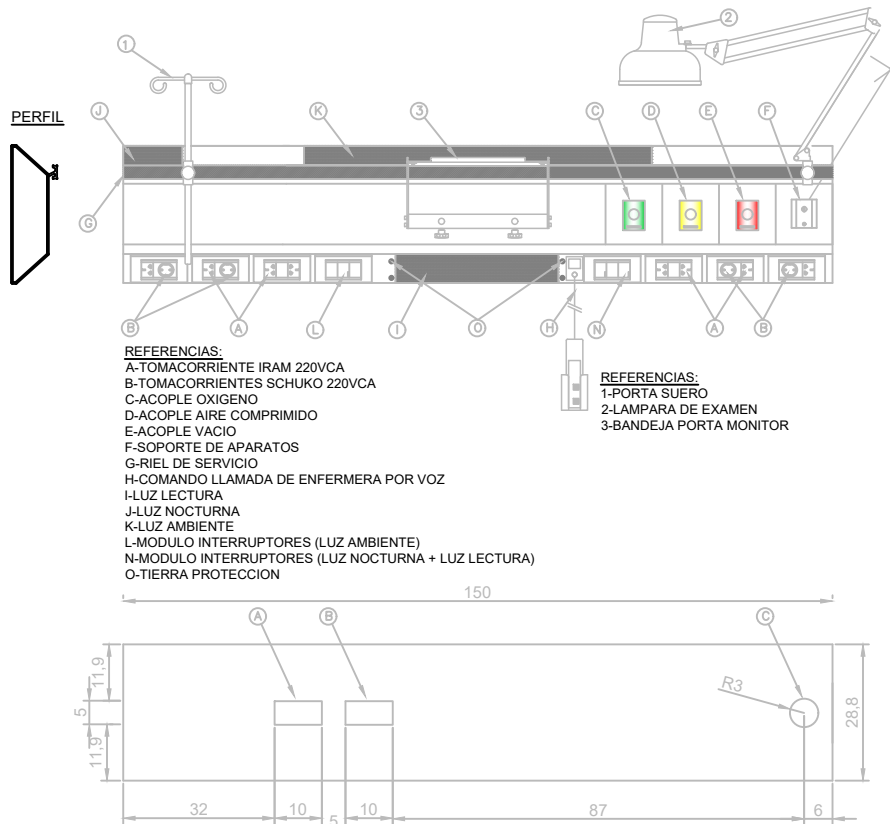 2
1
PERFIL
J
K
3
C
D
E
F
G
B
A
L
I
O
H
N
A
B
REFERENCIAS:
A-TOMACORRIENTE IRAM 220VCA
B-TOMACORRIENTES SCHUKO 220VCA
C-ACOPLE OXIGENO
D-ACOPLE AIRE COMPRIMIDO
E-ACOPLE VACIO
F-SOPORTE DE APARATOS
G-RIEL DE SERVICIO
H-COMANDO LLAMADA DE ENFERMERA POR VOZ
I-LUZ LECTURA
J-LUZ NOCTURNA
K-LUZ AMBIENTE
L-MODULO INTERRUPTORES (LUZ AMBIENTE)
N-MODULO INTERRUPTORES (LUZ NOCTURNA + LUZ LECTURA)
O-TIERRA PROTECCION
REFERENCIAS:
1-PORTA SUERO
2-LAMPARA DE EXAMEN
3-BANDEJA PORTA MONITOR
150
A
B
C
11,9
5
11,9
R3
28,8
32
10
5
10
87
6